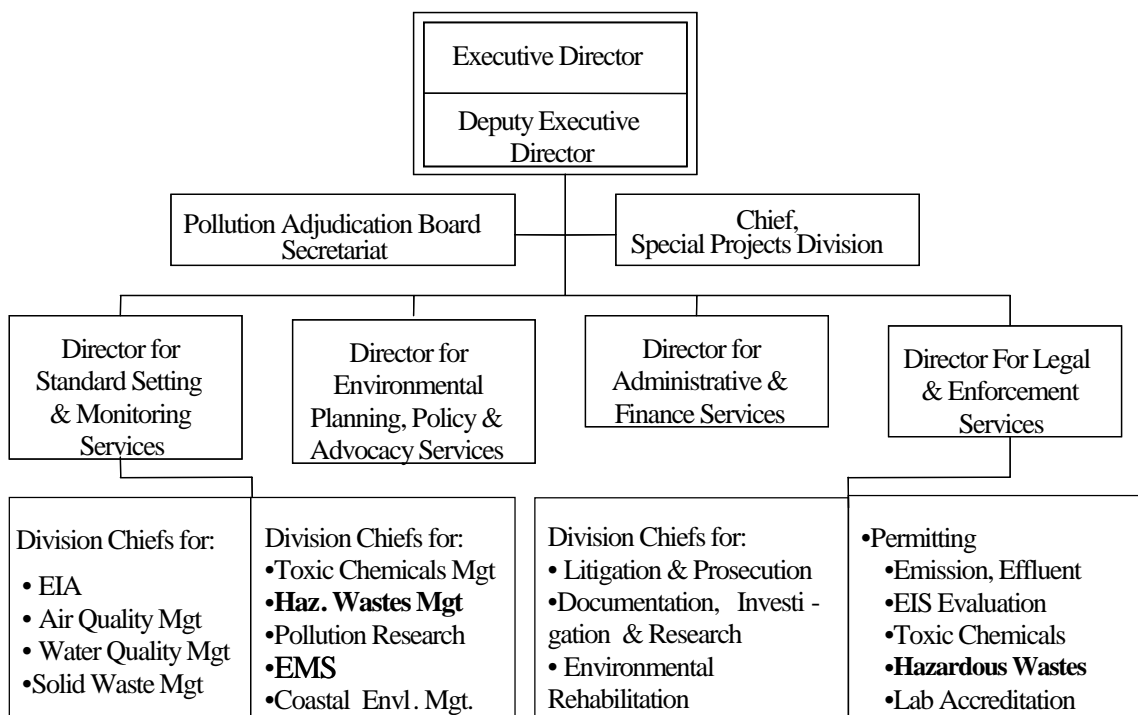 Executive Director
Deputy Executive
Director
Pollution Adjudication Board
Secretariat
Chief,
Special Projects Division
Director for
Standard Setting
& Monitoring
Services
Director for
Environmental
Planning, Policy &
Advocacy Services
Director for
Administrative &
Finance Services
Director For Legal
& Enforcement
Services
Division Chiefs for:
• EIA
• Air Quality Mgt
• Water Quality Mgt
•Solid Waste Mgt
Division Chiefs for:
•Toxic Chemicals Mgt
•Haz. Wastes Mgt
•Pollution Research
•EMS
•Coastal Envl. Mgt.
Division Chiefs for:
• Litigation & Prosecution
•Documentation, Investi -
gation & Research
• Environmental
Rehabilitation
•Permitting
•Emission, Effluent
•EIS Evaluation
•Toxic Chemicals
•Hazardous Wastes
•Lab Accreditation